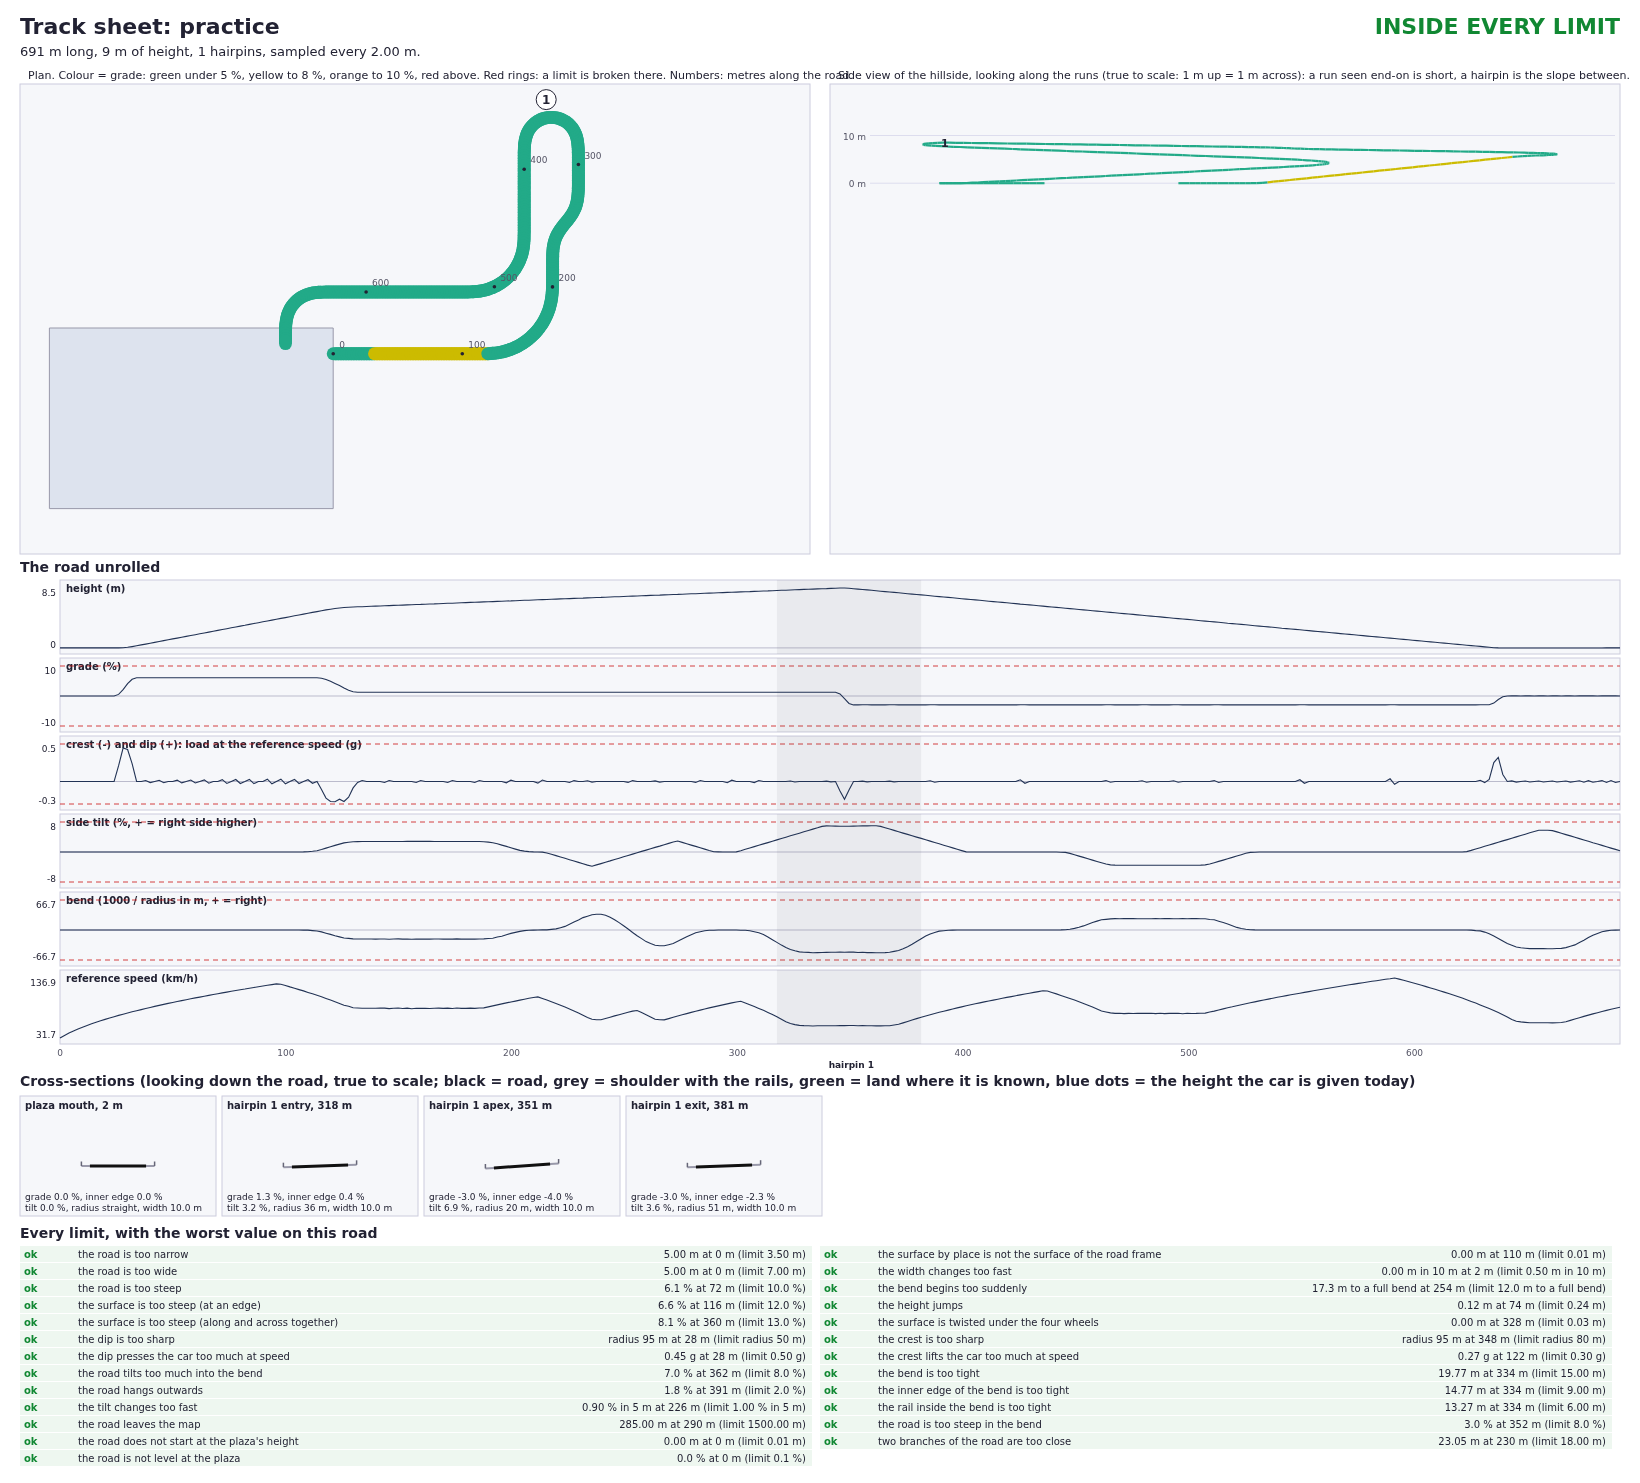 Track sheet: practice
INSIDE EVERY LIMIT
691 m long, 9 m of height, 1 hairpins, sampled every 2.00 m.
Plan. Colour = grade: green under 5 %, yellow to 8 %, orange to 10 %, red above. Red rings: a limit is broken there. Numbers: metres along the road.
Side view of the hillside, looking along the runs (true to scale: 1 m up = 1 m across): a run seen end-on is short, a hairpin is the slope between.
1
400
300
600
500
200
0
100
10 m
1
0 m
The road unrolled
height (m)
8.5
0
grade (%)
10
-10
crest (-) and dip (+): load at the reference speed (g)
0.5
-0.3
side tilt (%, + = right side higher)
8
-8
bend (1000 / radius in m, + = right)
66.7
-66.7
reference speed (km/h)
136.9
31.7
0 100 200 300 400 500 600
hairpin 1
Cross-sections (looking down the road, true to scale; black = road, grey = shoulder with the rails, green = land where it is known, blue dots = the height the car is given today)
plaza mouth, 2 m
grade 0.0 %, inner edge 0.0 %
tilt 0.0 %, radius straight, width 10.0 m
hairpin 1 entry, 318 m
grade 1.3 %, inner edge 0.4 %
tilt 3.2 %, radius 36 m, width 10.0 m
hairpin 1 apex, 351 m
grade -3.0 %, inner edge -4.0 %
tilt 6.9 %, radius 20 m, width 10.0 m
hairpin 1 exit, 381 m
grade -3.0 %, inner edge -2.3 %
tilt 3.6 %, radius 51 m, width 10.0 m
Every limit, with the worst value on this road
ok the road is too narrow 5.00 m at 0 m (limit 3.50 m)
ok the road is too wide 5.00 m at 0 m (limit 7.00 m)
ok the road is too steep 6.1 % at 72 m (limit 10.0 %)
ok the surface is too steep (at an edge) 6.6 % at 116 m (limit 12.0 %)
ok the surface is too steep (along and across together) 8.1 % at 360 m (limit 13.0 %)
ok the dip is too sharp radius 95 m at 28 m (limit radius 50 m)
ok the dip presses the car too much at speed 0.45 g at 28 m (limit 0.50 g)
ok the road tilts too much into the bend 7.0 % at 362 m (limit 8.0 %)
ok the road hangs outwards 1.8 % at 391 m (limit 2.0 %)
ok the tilt changes too fast 0.90 % in 5 m at 226 m (limit 1.00 % in 5 m)
ok the road leaves the map 285.00 m at 290 m (limit 1500.00 m)
ok the road does not start at the plaza's height 0.00 m at 0 m (limit 0.01 m)
ok the road is not level at the plaza 0.0 % at 0 m (limit 0.1 %)
ok the surface by place is not the surface of the road frame 0.00 m at 110 m (limit 0.01 m)
ok the width changes too fast 0.00 m in 10 m at 2 m (limit 0.50 m in 10 m)
ok the bend begins too suddenly 17.3 m to a full bend at 254 m (limit 12.0 m to a full bend)
ok the height jumps 0.12 m at 74 m (limit 0.24 m)
ok the surface is twisted under the four wheels 0.00 m at 328 m (limit 0.03 m)
ok the crest is too sharp radius 95 m at 348 m (limit radius 80 m)
ok the crest lifts the car too much at speed 0.27 g at 122 m (limit 0.30 g)
ok the bend is too tight 19.77 m at 334 m (limit 15.00 m)
ok the inner edge of the bend is too tight 14.77 m at 334 m (limit 9.00 m)
ok the rail inside the bend is too tight 13.27 m at 334 m (limit 6.00 m)
ok the road is too steep in the bend 3.0 % at 352 m (limit 8.0 %)
ok two branches of the road are too close 23.05 m at 230 m (limit 18.00 m)